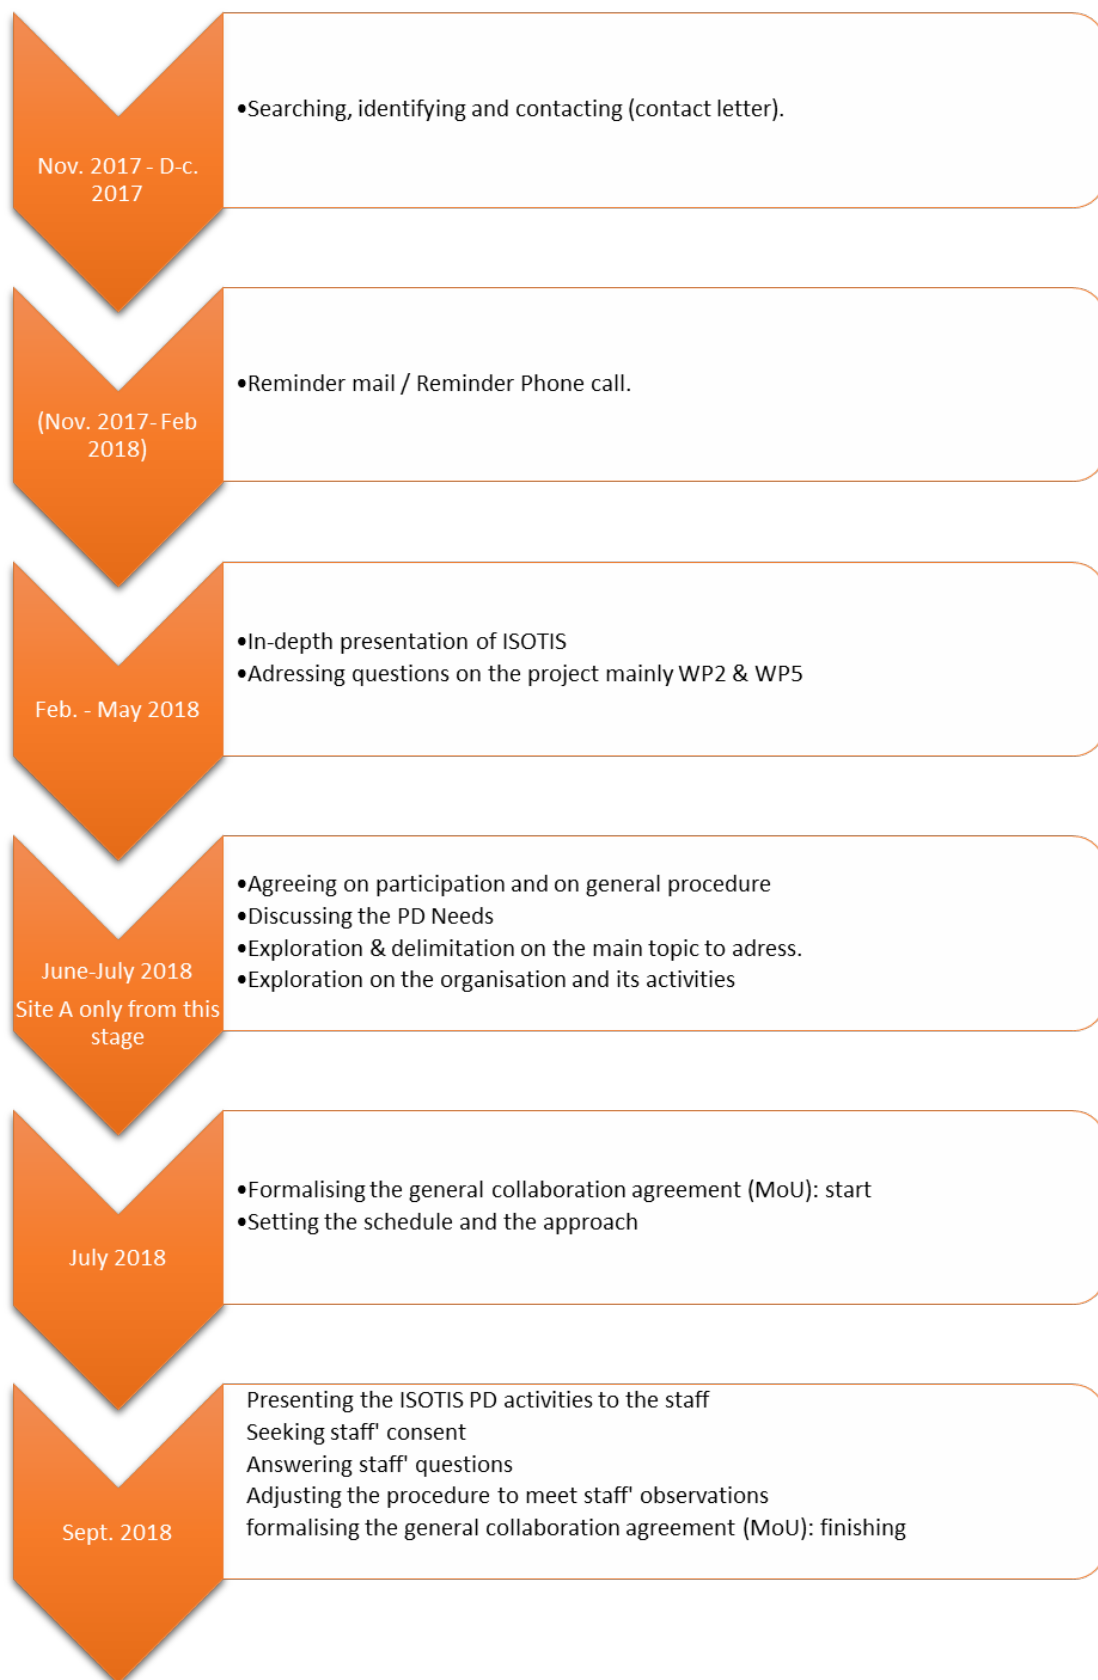 •Searching, identifying and contacting (contact letter).
Nov. 2017 - D-c.
2017
•Reminder mail / Reminder Phone call.
(Nov. 2017- Feb
2018)
•In-depth presentation of ISOTIS
•Adressing questions on the project mainly WP2 & WP5
Feb. - May 2018
•Agreeing on participation and on general procedure
•Discussing the PD Needs
•Exploration & delimitation on the main topic to adress.
•Exploration on the organisation and its activities
June-July 2018
Site A only from this
stage
•Formalising the general collaboration agreement (MoU): start
•Setting the schedule and the approach
July 2018
Presenting the ISOTIS PD activities to the staff
Seeking staff' consent
Answering staff' questions
Adjusting the procedure to meet staff' observations
formalising the general collaboration agreement (MoU): finishing
Sept. 2018